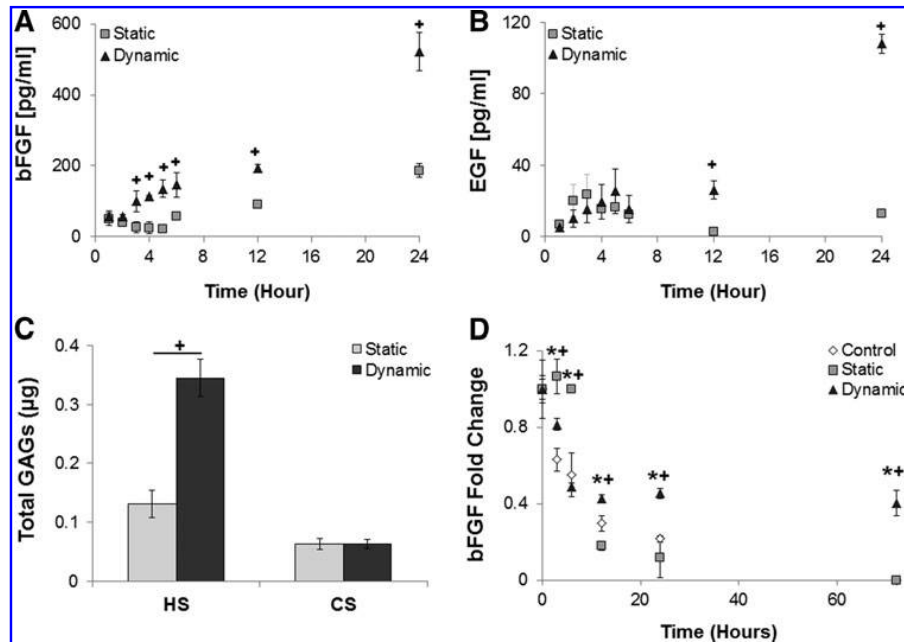 A
bFGF [pg/ml]
600
400
200
0
Static
Dynamic
+
+ + + +
+
0 4 8 12 16 20 24
Time (Hour)
B
EGF [pg/ml]
120
80
40
0
Static
Dynamic
+
+
0 4 8 12 16 20 24
Time (Hour)
C
Total GAGs (µg)
0.4
0.3
0.2
0.1
0
+
Static
Dynamic
HS CS
D
bFGF Fold Change
1.2
0.8
0.4
0
*+
*+
*+
*+
*+
Control
Static
Dynamic
0 20 40 60
Time (Hours)